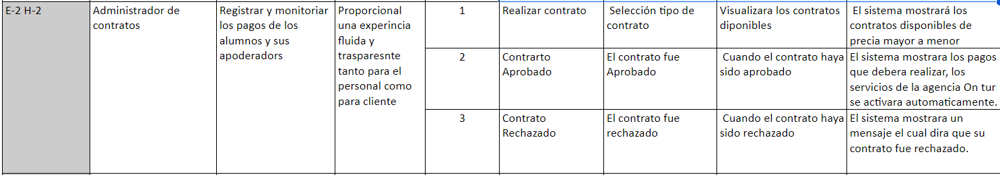 E-2 H-2
Administrador de
contratos
Registrar y monitoriar
los pagos de los
alumnos y sus
apoderadors
Proporcional
una experincia
fluida y
trasparesnte
tanto para el
personal como
para cliente
1
Realizar contrato
Selección tipo de
contrato
Visualizara los contratos
diponibles
El sistema mostrará los
contratos disponibles de
precia mayor a menor
2
Contrarto
Aprobado
El contrato fue
Aprobado
Cuando el contrato haya
sido aprobado
El sistema mostrara los pagos
que debera realizar, los
servicios de la agencia On tur
se activara automaticamente.
3
Contrato
Rechazado
El contrato fue
rechazado
Cuando el contrato haya
sido rechazado
El sistema mostrara un
mensaje el cual dira que su
contrato fue rechazado.